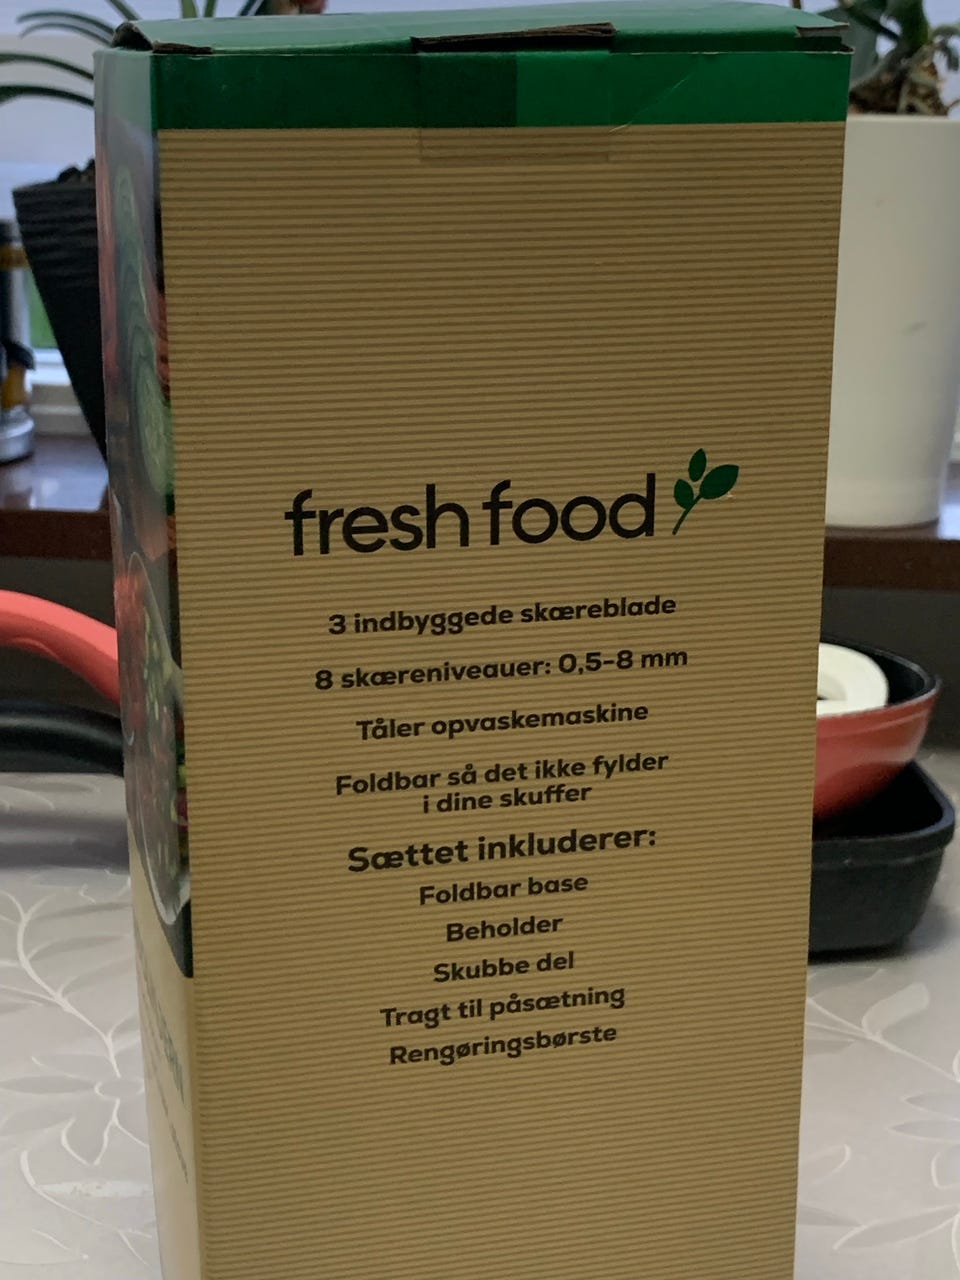 fresh food
3 indbyggede skæreblade
8 skæreniveauer: 0,5-8 mm
Tåler opvaskemaskine
Foldbar så det ikke fylder
i dine skuffer
Sættet inkluderer:
Foldbar base
Beholder
Skubbe del
Tragt til påsætning
Rengøringsbørste